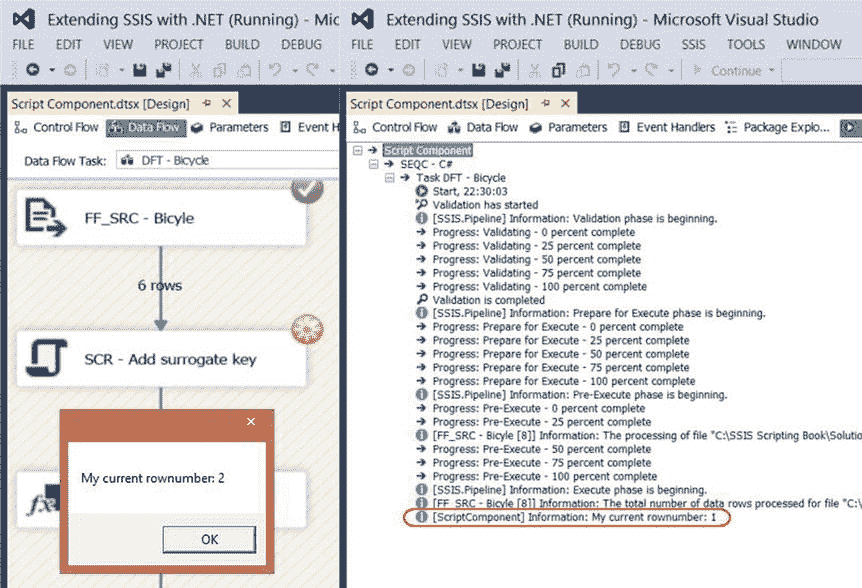 Extending SSIS with .NET (Running) - Mic
FILE EDIT VIEW PROJECT BUILD DEBUG
Script Component.dtsx [Design]
Control Flow Data Flow Parameters Event H
Data Flow Task: DFT - Bicycle
FF_SRC - Bicyle
6 rows
SCR - Add surrogate key
fx
My current rownumber: 2
OK
Extending SSIS with .NET (Running) - Microsoft Visual Studio
FILE EDIT VIEW PROJECT BUILD DEBUG SSIS TOOLS WINDOW
Continue
Script Component.dtsx [Design]
Control Flow Data Flow Parameters Event Handlers Package Explo...
Script Component
SEQC - C#
Task DFT - Bicycle
Start, 22:30:03
Validation has started
[SSIS.Pipeline] Information: Validation phase is beginning.
Progress: Validating - 0 percent complete
Progress: Validating - 25 percent complete
Progress: Validating - 50 percent complete
Progress: Validating - 75 percent complete
Progress: Validating - 100 percent complete
Validation is completed
[SSIS.Pipeline] Information: Prepare for Execute phase is beginning.
Progress: Prepare for Execute - 0 percent complete
Progress: Prepare for Execute - 25 percent complete
Progress: Prepare for Execute - 50 percent complete
Progress: Prepare for Execute - 75 percent complete
Progress: Prepare for Execute - 100 percent complete
[SSIS.Pipeline] Information: Pre-Execute phase is beginning.
Progress: Pre-Execute - 0 percent complete
Progress: Pre-Execute - 25 percent complete
[FF_SRC - Bicyle [8]] Information: The processing of file "C:\SSIS Scripting Book\Solutio
Progress: Pre-Execute - 50 percent complete
Progress: Pre-Execute - 75 percent complete
Progress: Pre-Execute - 100 percent complete
[SSIS.Pipeline] Information: Execute phase is beginning.
[FF_SRC - Bicyle [8]] Information: The total number of data rows processed for file "C:\
[ScriptComponent] Information: My current rownumber: 1